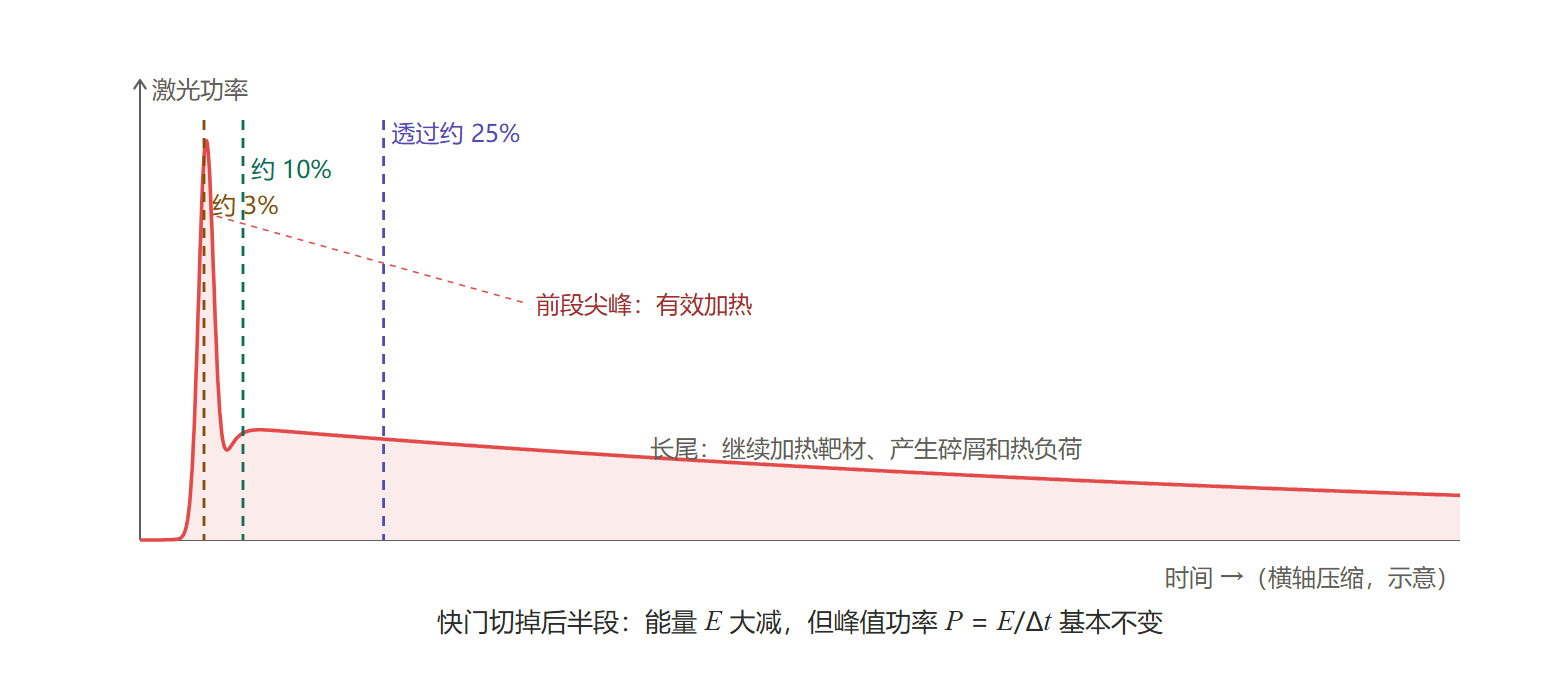 激光功率
透过约 25%
约 10%
约 3%
前段尖峰：有效加热
长尾：继续加热靶材、产生碎屑和热负荷
时间 →（横轴压缩，示意）
快门切掉后半段：能量 E 大减，但峰值功率 P = E/Δt 基本不变